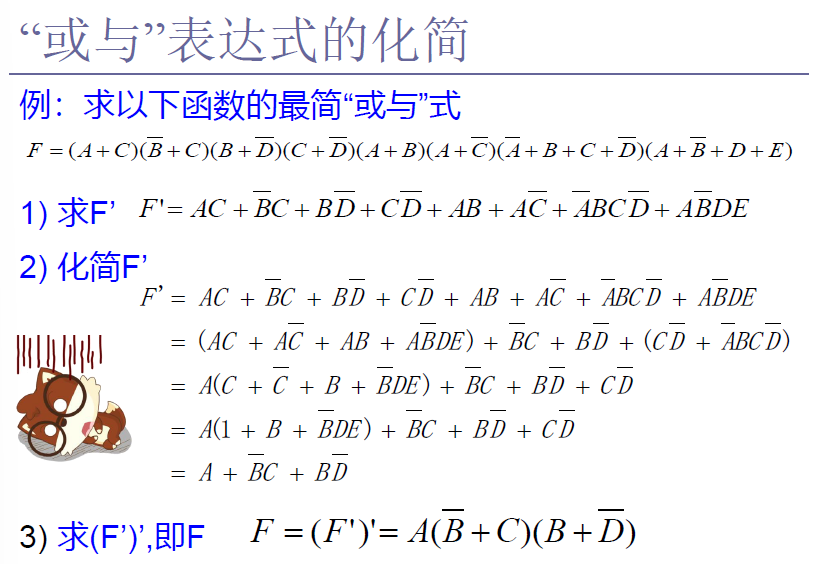 “或与”表达式的化简
例：求以下函数的最简“或与”式
F = (A + C)(B̅ + C)(B + D̅)(C + D̅)(A + B)(A + C̅)(A̅ + B + C + D̅)(A + B̅ + D + E)
1) 求F’ F' = AC + B̅C + BD̅ + CD̅ + AB + AC̅ + A̅BCD̅ + AB̅DE
2) 化简F’
F’ = AC + B̅C + BD̅ + CD̅ + AB + AC̅ + A̅BCD̅ + AB̅DE
= (AC + AC̅ + AB + AB̅DE) + B̅C + BD̅ + (CD̅ + A̅BCD̅)
= A(C + C̅ + B + B̅DE) + B̅C + BD̅ + CD̅
= A(1 + B + B̅DE) + B̅C + BD̅ + CD̅
= A + B̅C + BD̅
3) 求(F’)’,即F F = (F')' = A(B̅ + C)(B + D̅)